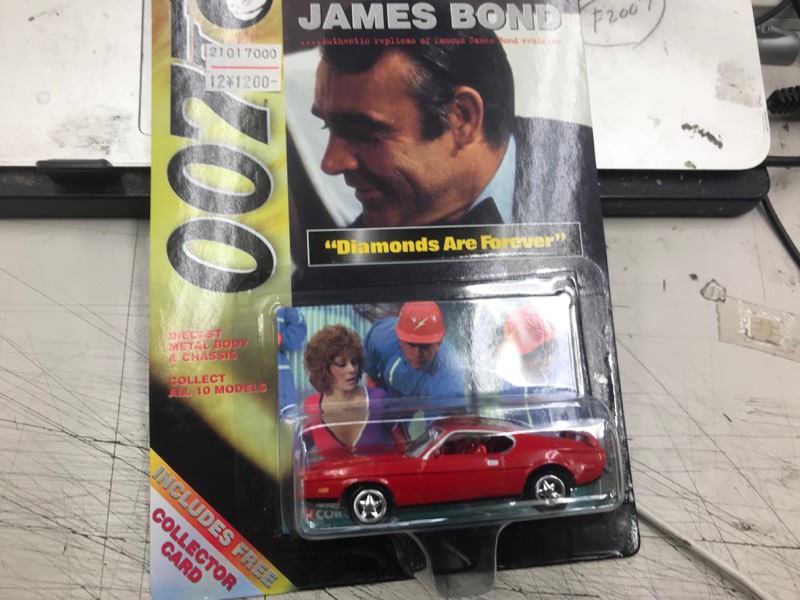 JAMES BOND
....Authentic replicas of famous James Bond vehicles
F2007
21017000
12¥1200-
007
"Diamonds Are Forever"
DIECAST
METAL BODY
& CHASSIS
COLLECT
ALL 10 MODELS
INCLUDES FREE
COLLECTOR
CARD